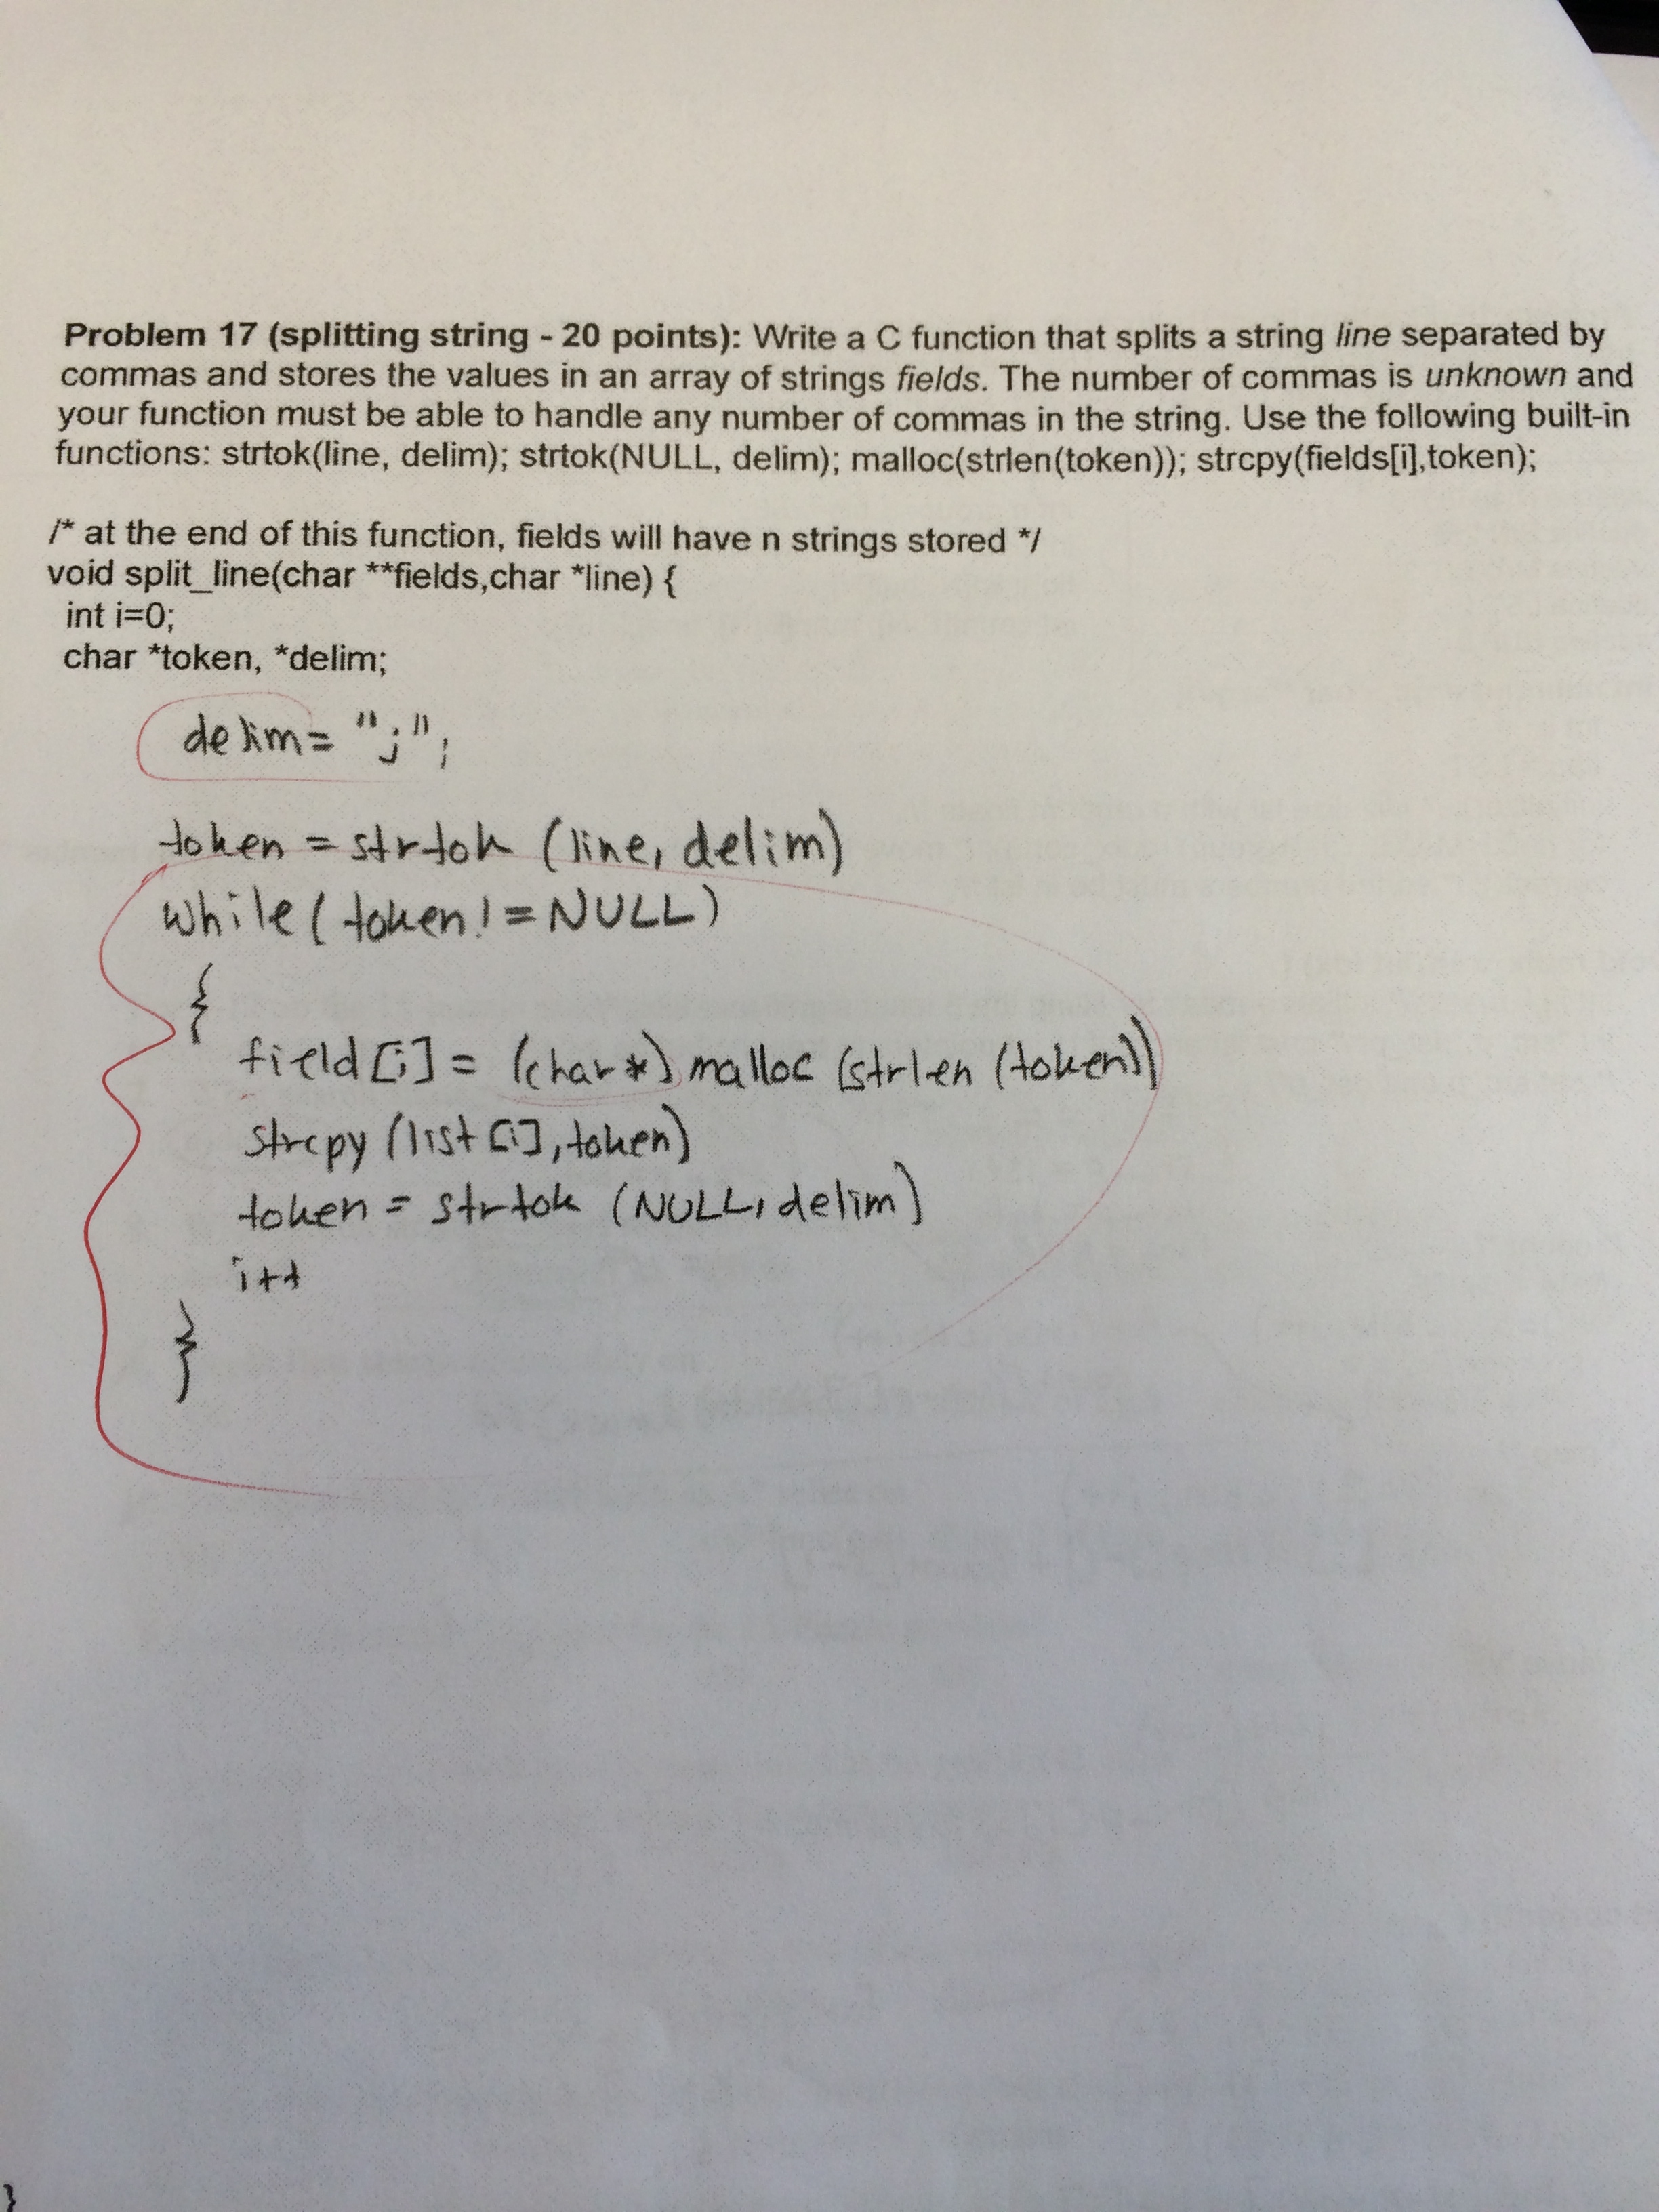 Problem 17 (splitting string - 20 points): Write a C function that splits a string line separated by
commas and stores the values in an array of strings fields. The number of commas is unknown and
your function must be able to handle any number of commas in the string. Use the following built-in
functions: strtok(line, delim); strtok(NULL, delim); malloc(strlen(token)); strcpy(fields[i],token);
/* at the end of this function, fields will have n strings stored */
void split_line(char **fields,char *line) {
int i=0;
char *token, *delim;
delim= ";";
token = strtok (line, delim)
while( token != NULL)
{
field[i] = (char*) malloc (strlen (token))
strcpy (list[i], token)
token = strtok (NULL, delim)
i++
}
}